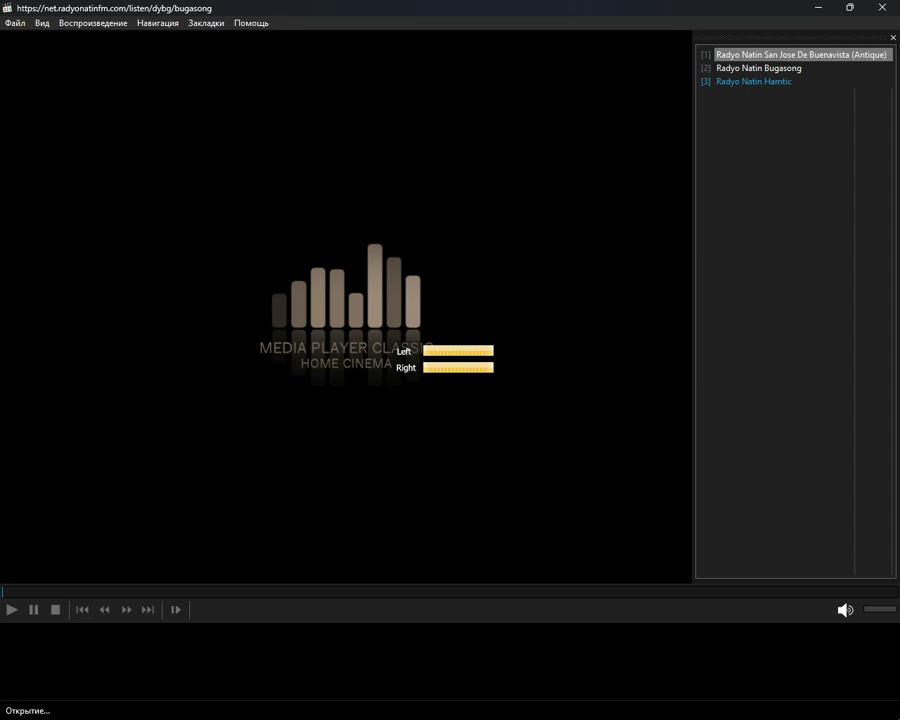 https://net.radyonatinfm.com/listen/dybg/bugasong
Файл Вид Воспроизведение Навигация Закладки Помощь
[1] Radyo Natin San Jose De Buenavista (Antique)
[2] Radyo Natin Bugasong
[3] Radyo Natin Hamtic
MEDIA PLAYER CLASSIC
HOME CINEMA
Left
Right
Открытие...